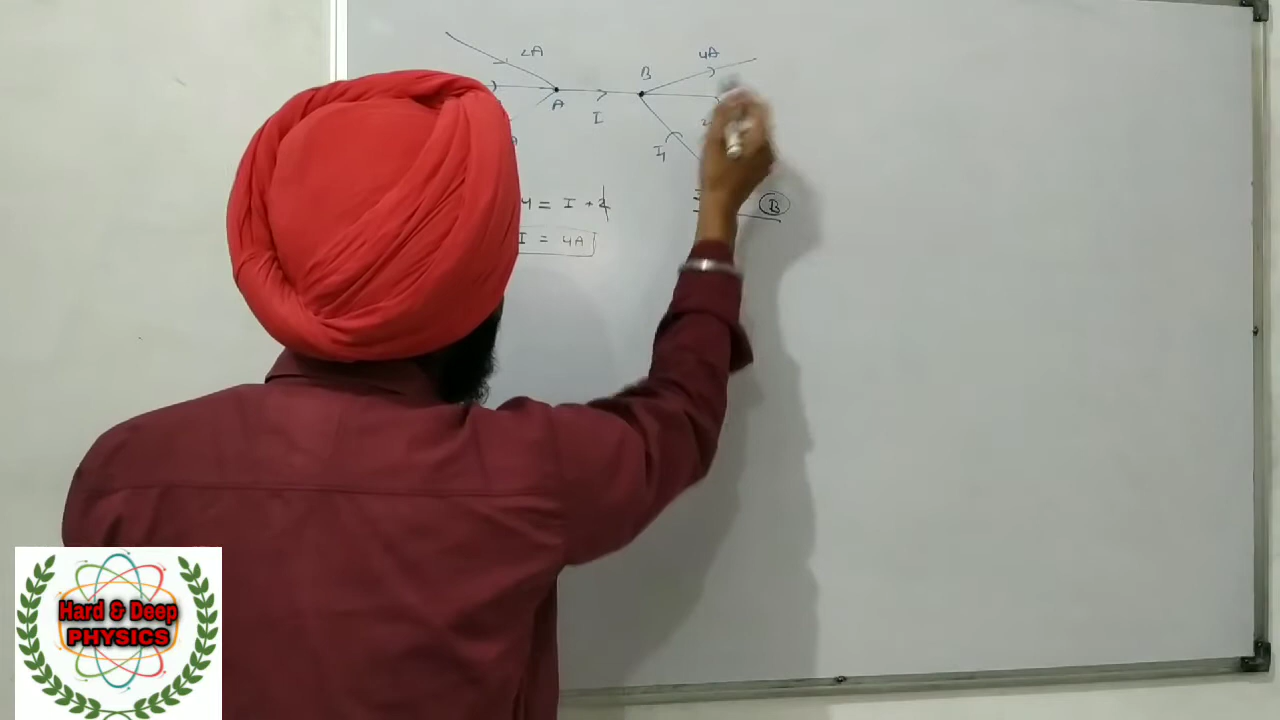 2A
4A
B
A
I
I1
4 = I + 2
B
I = 4A
Hard & Deep
PHYSICS